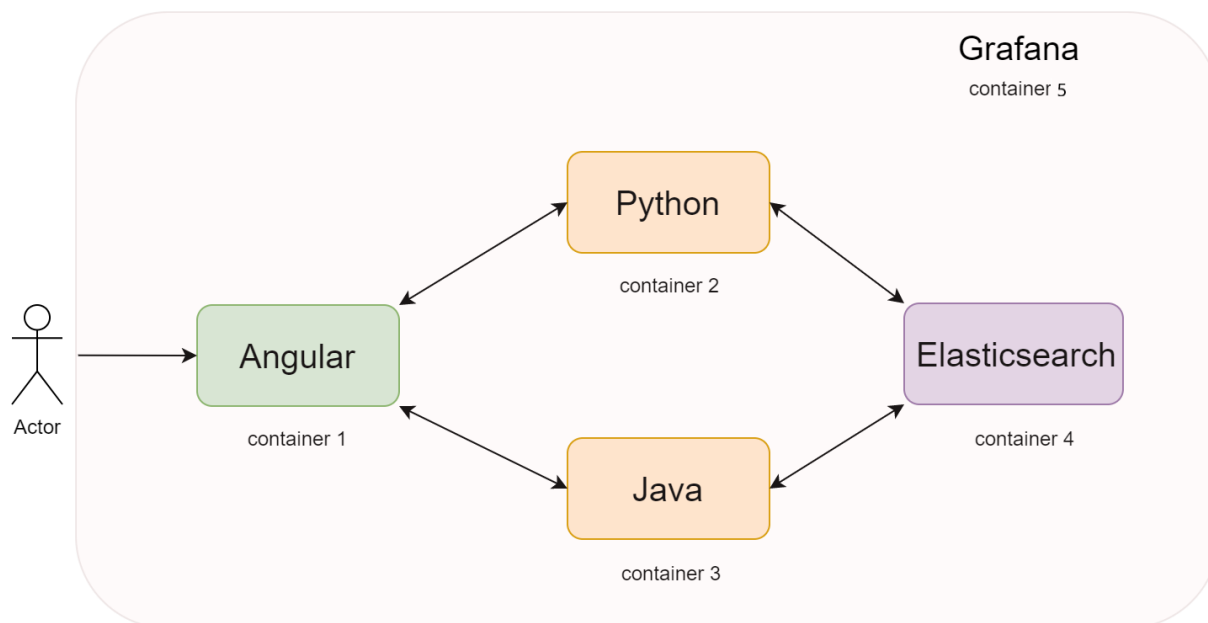 Grafana
container 5
Python
container 2
Angular
container 1
Elasticsearch
container 4
Actor
Java
container 3